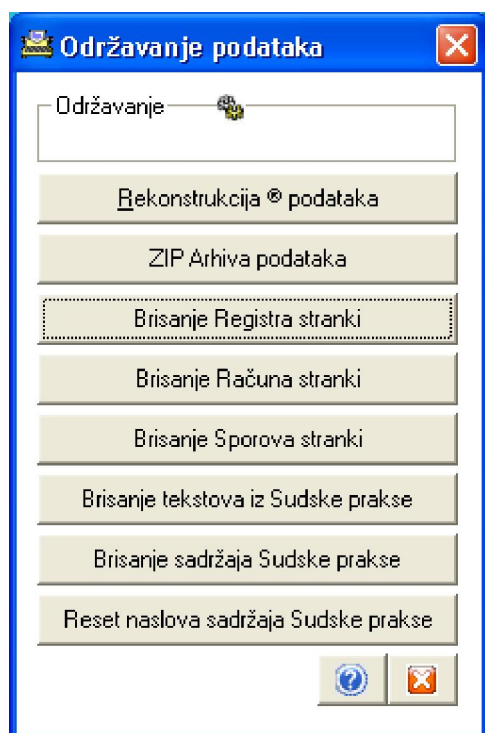 Održavanje podataka
Održavanje
Rekonstrukcija ® podataka
ZIP Arhiva podataka
Brisanje Registra stranki
Brisanje Računa stranki
Brisanje Sporova stranki
Brisanje tekstova iz Sudske prakse
Brisanje sadržaja Sudske prakse
Reset naslova sadržaja Sudske prakse